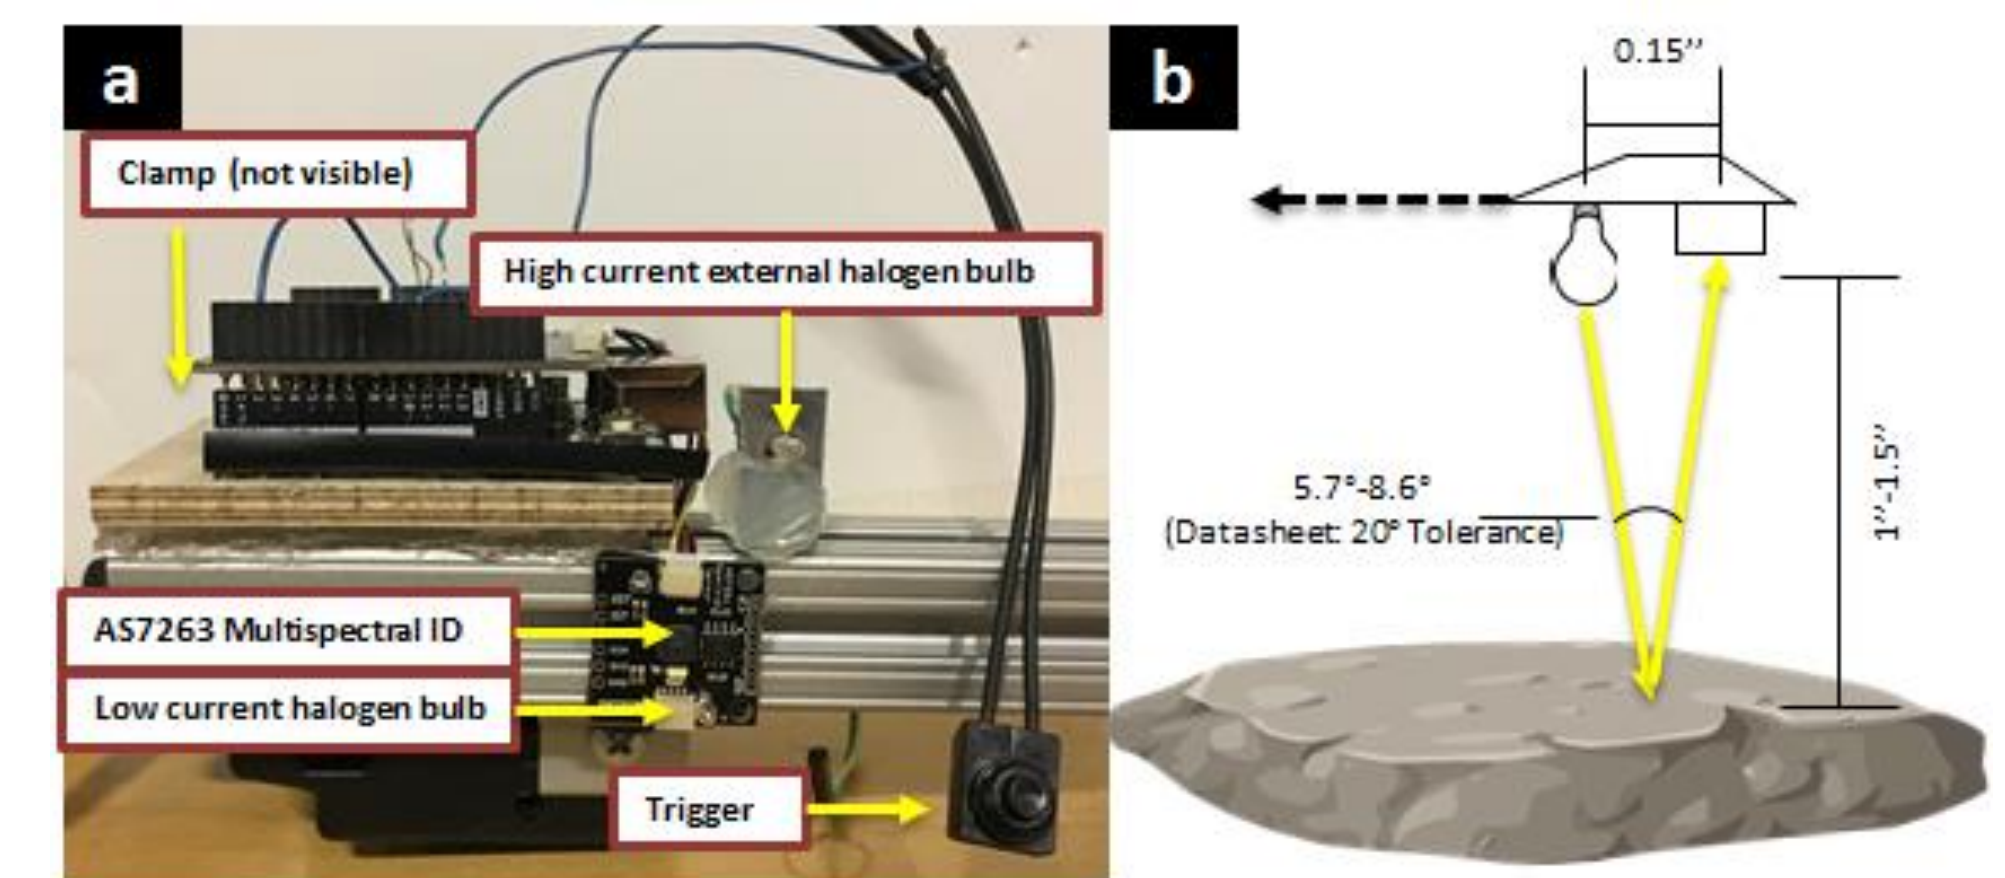 a
Clamp (not visible)
High current external halogen bulb
AS7263 Multispectral ID
Low current halogen bulb
Trigger
b
0.15’’
5.7°-8.6°
(Datasheet: 20° Tolerance)
1’’-1.5’’